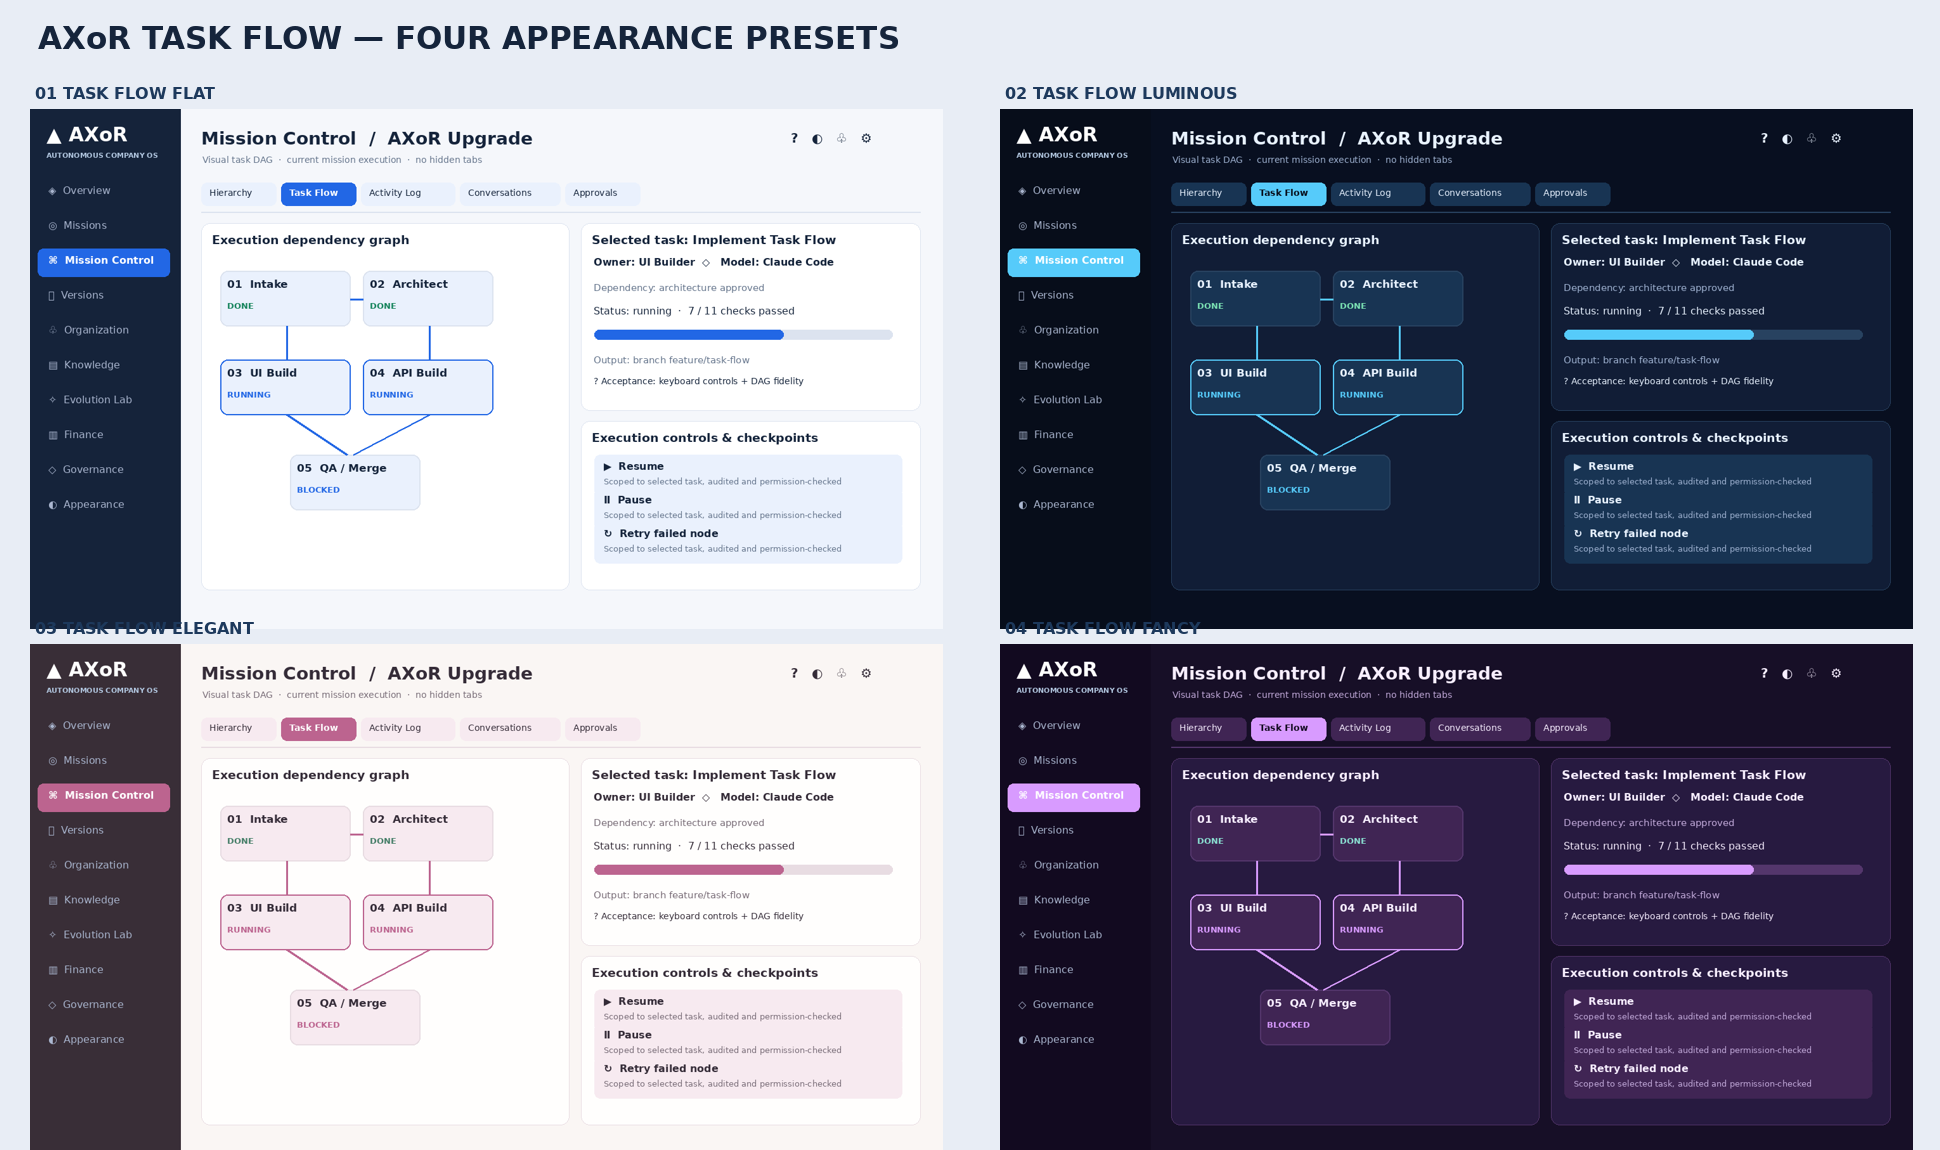 AXoR TASK FLOW — FOUR APPEARANCE PRESETS
01 TASK FLOW FLAT
▲ AXoR
AUTONOMOUS COMPANY OS
◈ Overview
◎ Missions
⌘ Mission Control
▯ Versions
♧ Organization
▤ Knowledge
✧ Evolution Lab
▥ Finance
◇ Governance
◐ Appearance
Mission Control / AXoR Upgrade
? ◐ ♧ ⚙
Visual task DAG · current mission execution · no hidden tabs
Hierarchy Task Flow Activity Log Conversations Approvals
Execution dependency graph
01 Intake
DONE
02 Architect
DONE
03 UI Build
RUNNING
04 API Build
RUNNING
05 QA / Merge
BLOCKED
Selected task: Implement Task Flow
Owner: UI Builder ◇ Model: Claude Code
Dependency: architecture approved
Status: running · 7 / 11 checks passed
Output: branch feature/task-flow
? Acceptance: keyboard controls + DAG fidelity
Execution controls & checkpoints
▶ Resume
Scoped to selected task, audited and permission-checked
⏸ Pause
Scoped to selected task, audited and permission-checked
↻ Retry failed node
Scoped to selected task, audited and permission-checked
02 TASK FLOW LUMINOUS
▲ AXoR
AUTONOMOUS COMPANY OS
◈ Overview
◎ Missions
⌘ Mission Control
▯ Versions
♧ Organization
▤ Knowledge
✧ Evolution Lab
▥ Finance
◇ Governance
◐ Appearance
Mission Control / AXoR Upgrade
? ◐ ♧ ⚙
Visual task DAG · current mission execution · no hidden tabs
Hierarchy Task Flow Activity Log Conversations Approvals
Execution dependency graph
01 Intake
DONE
02 Architect
DONE
03 UI Build
RUNNING
04 API Build
RUNNING
05 QA / Merge
BLOCKED
Selected task: Implement Task Flow
Owner: UI Builder ◇ Model: Claude Code
Dependency: architecture approved
Status: running · 7 / 11 checks passed
Output: branch feature/task-flow
? Acceptance: keyboard controls + DAG fidelity
Execution controls & checkpoints
▶ Resume
Scoped to selected task, audited and permission-checked
⏸ Pause
Scoped to selected task, audited and permission-checked
↻ Retry failed node
Scoped to selected task, audited and permission-checked
03 TASK FLOW ELEGANT
▲ AXoR
AUTONOMOUS COMPANY OS
◈ Overview
◎ Missions
⌘ Mission Control
▯ Versions
♧ Organization
▤ Knowledge
✧ Evolution Lab
▥ Finance
◇ Governance
◐ Appearance
Mission Control / AXoR Upgrade
? ◐ ♧ ⚙
Visual task DAG · current mission execution · no hidden tabs
Hierarchy Task Flow Activity Log Conversations Approvals
Execution dependency graph
01 Intake
DONE
02 Architect
DONE
03 UI Build
RUNNING
04 API Build
RUNNING
05 QA / Merge
BLOCKED
Selected task: Implement Task Flow
Owner: UI Builder ◇ Model: Claude Code
Dependency: architecture approved
Status: running · 7 / 11 checks passed
Output: branch feature/task-flow
? Acceptance: keyboard controls + DAG fidelity
Execution controls & checkpoints
▶ Resume
Scoped to selected task, audited and permission-checked
⏸ Pause
Scoped to selected task, audited and permission-checked
↻ Retry failed node
Scoped to selected task, audited and permission-checked
04 TASK FLOW FANCY
▲ AXoR
AUTONOMOUS COMPANY OS
◈ Overview
◎ Missions
⌘ Mission Control
▯ Versions
♧ Organization
▤ Knowledge
✧ Evolution Lab
▥ Finance
◇ Governance
◐ Appearance
Mission Control / AXoR Upgrade
? ◐ ♧ ⚙
Visual task DAG · current mission execution · no hidden tabs
Hierarchy Task Flow Activity Log Conversations Approvals
Execution dependency graph
01 Intake
DONE
02 Architect
DONE
03 UI Build
RUNNING
04 API Build
RUNNING
05 QA / Merge
BLOCKED
Selected task: Implement Task Flow
Owner: UI Builder ◇ Model: Claude Code
Dependency: architecture approved
Status: running · 7 / 11 checks passed
Output: branch feature/task-flow
? Acceptance: keyboard controls + DAG fidelity
Execution controls & checkpoints
▶ Resume
Scoped to selected task, audited and permission-checked
⏸ Pause
Scoped to selected task, audited and permission-checked
↻ Retry failed node
Scoped to selected task, audited and permission-checked